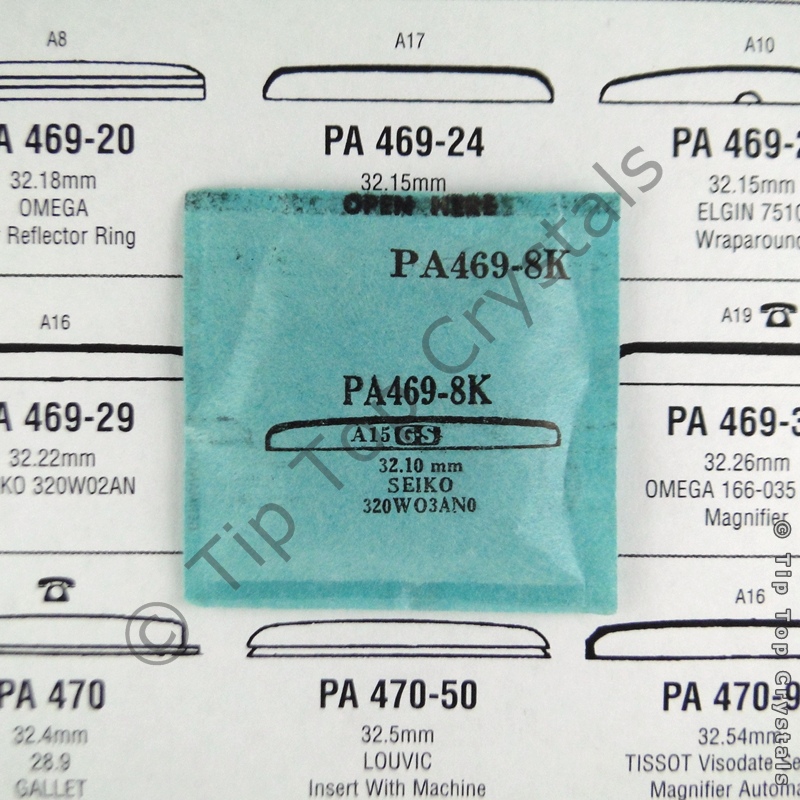 A8
A17
A10
A 469-20
PA 469-24
PA 469-2
32.18mm
32.15mm
32.15mm
OMEGA
ELGIN 7510
Reflector Ring
Wraparound
OPEN HERE
PA469-8K
A16
A19
PA469-8K
A 469-29
PA 469-3
A15 GS
32.22mm
32.10 mm
32.26mm
KO 320W02AN
SEIKO
OMEGA 166-035
320WO3AN0
Magnifier
A16
PA 470
PA 470-50
PA 470-9
32.4mm
32.5mm
32.54mm
28.9
LOUVIC
TISSOT Visodate Se
GALLET
Insert With Machine
Magnifier Automa
© Tip Top Crystals
© Tip Top Crystals